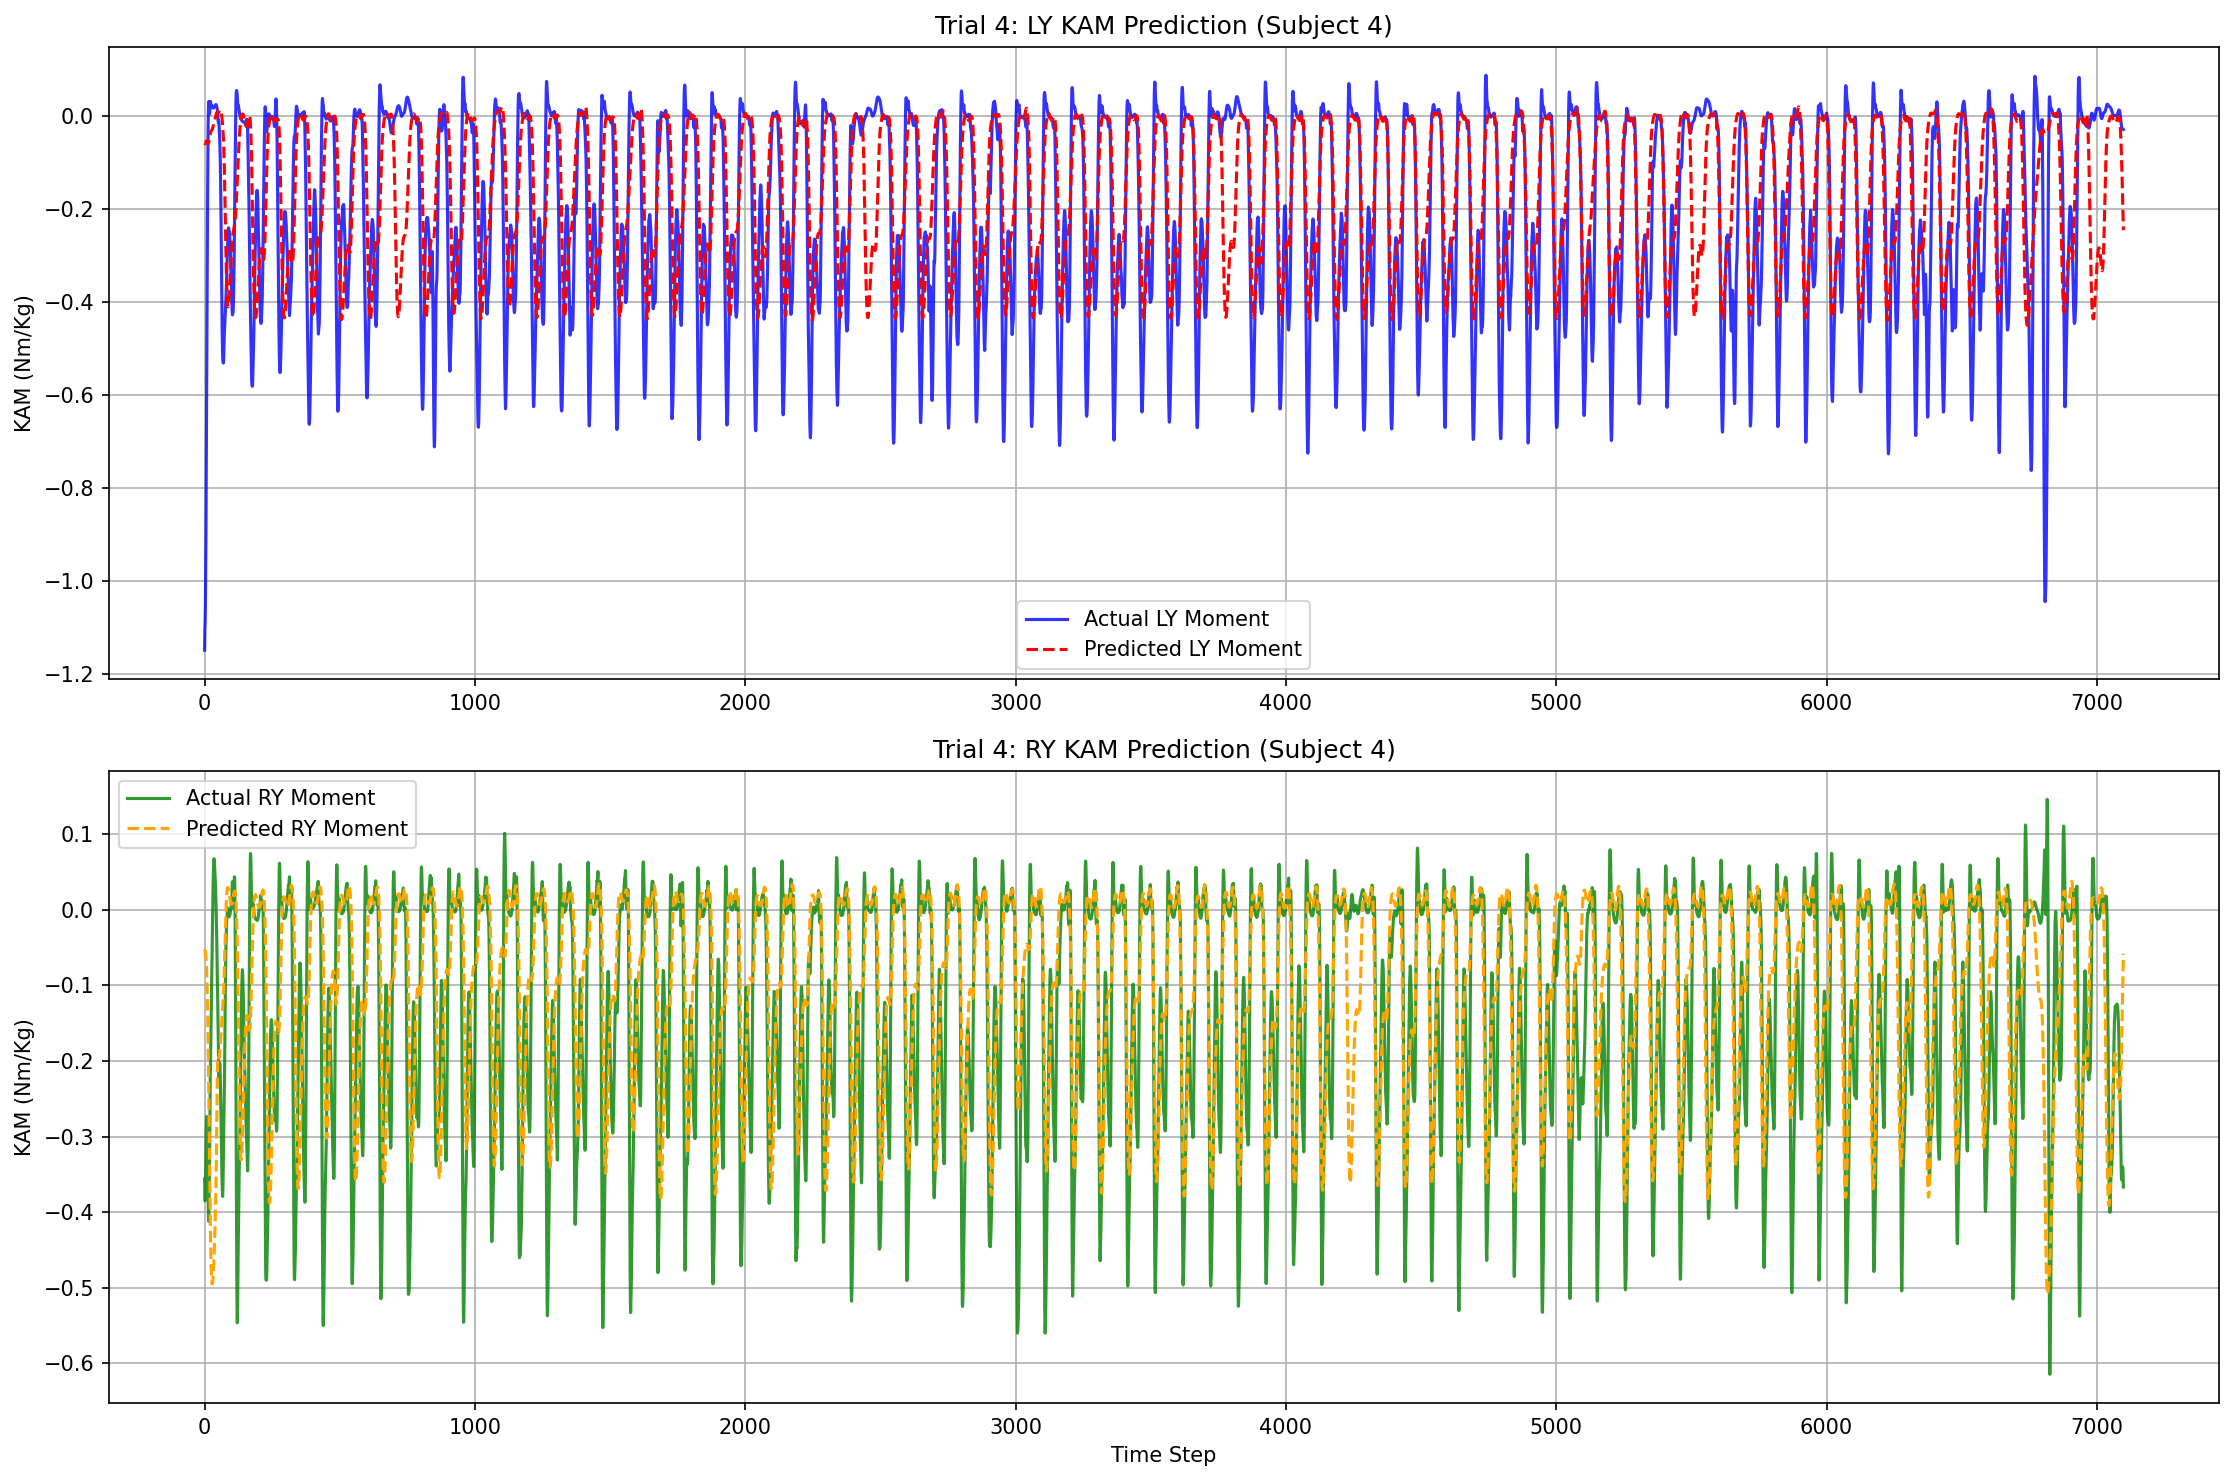 Trial 4: LY KAM Prediction (Subject 4)
KAM (Nm/Kg)
0.0
−0.2
−0.4
−0.6
−0.8
−1.0
−1.2
Actual LY Moment
Predicted LY Moment
0 1000 2000 3000 4000 5000 6000 7000
Trial 4: RY KAM Prediction (Subject 4)
Actual RY Moment
Predicted RY Moment
KAM (Nm/Kg)
0.1
0.0
−0.1
−0.2
−0.3
−0.4
−0.5
−0.6
0 1000 2000 3000 4000 5000 6000 7000
Time Step